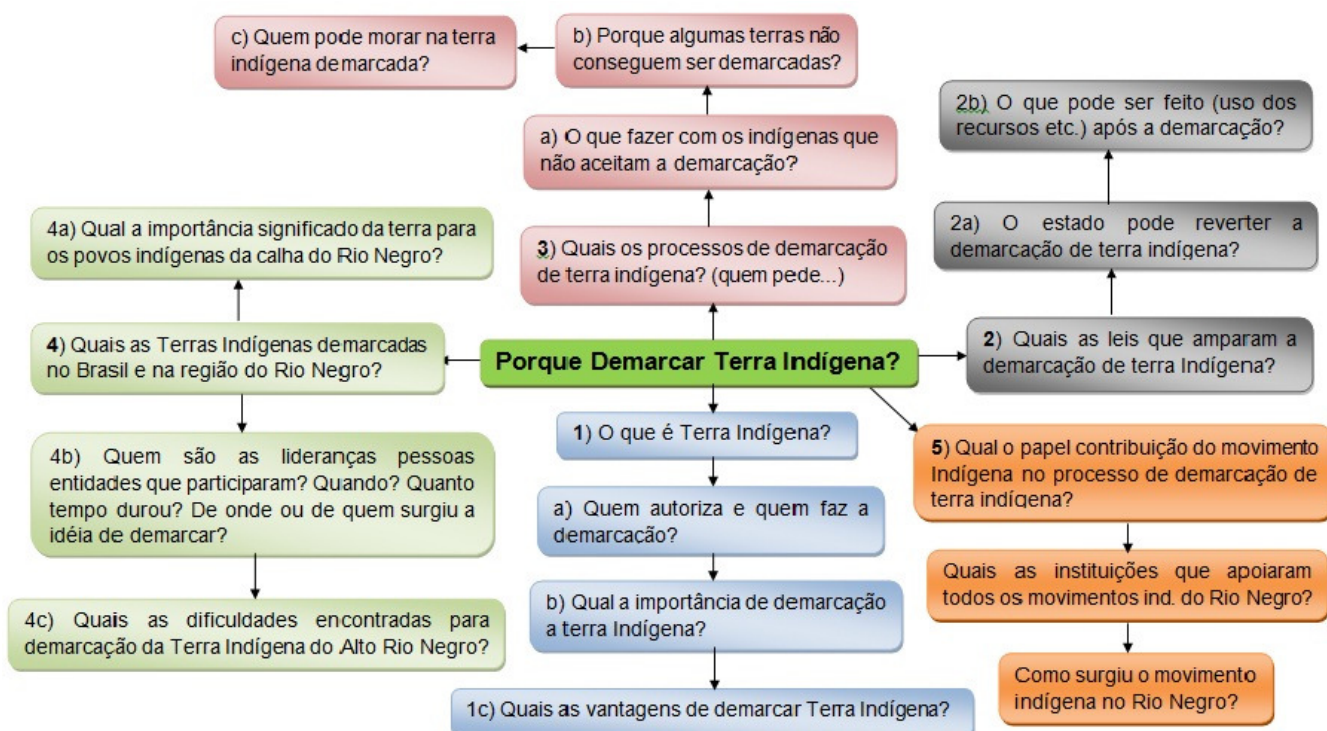 c) Quem pode morar na terra
indígena demarcada?
b) Porque algumas terras não
conseguem ser demarcadas?
2b) O que pode ser feito (uso dos
recursos etc.) após a demarcação?
a) O que fazer com os indígenas que
não aceitam a demarcação?
4a) Qual a importância significado da terra para
os povos indígenas da calha do Rio Negro?
3) Quais os processos de demarcação
de terra indígena? (quem pede...)
2a) O estado pode reverter a
demarcação de terra indígena?
4) Quais as Terras Indígenas demarcadas
no Brasil e na região do Rio Negro?
Porque Demarcar Terra Indígena?
2) Quais as leis que amparam a
demarcação de terra Indígena?
1) O que é Terra Indígena?
5) Qual o papel contribuição do movimento
Indígena no processo de demarcação de
terra indígena?
4b) Quem são as lideranças pessoas
entidades que participaram? Quando? Quanto
tempo durou? De onde ou de quem surgiu a
idéia de demarcar?
a) Quem autoriza e quem faz a
demarcação?
Quais as instituições que apoiaram
todos os movimentos ind. do Rio Negro?
b) Qual a importância de demarcação
a terra Indígena?
4c) Quais as dificuldades encontradas para
demarcação da Terra Indígena do Alto Rio Negro?
Como surgiu o movimento
indígena no Rio Negro?
1c) Quais as vantagens de demarcar Terra Indígena?